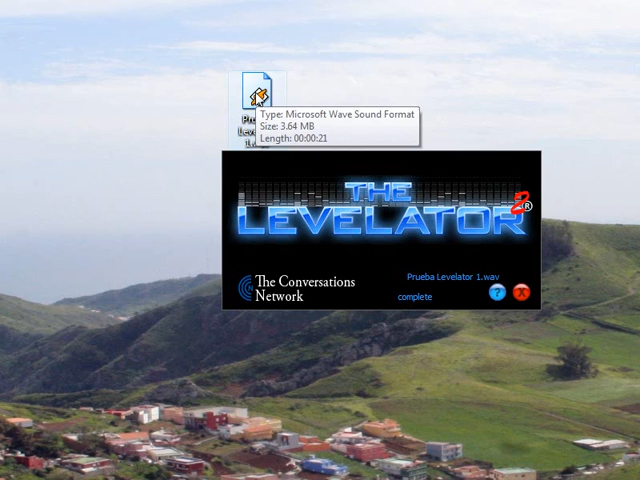 Type: Microsoft Wave Sound Format
Size: 3.64 MB
Length: 00:00:21
THE
LEVELATOR 2®
The Conversations
Network
Prueba Levelator 1.wav
complete
?
X